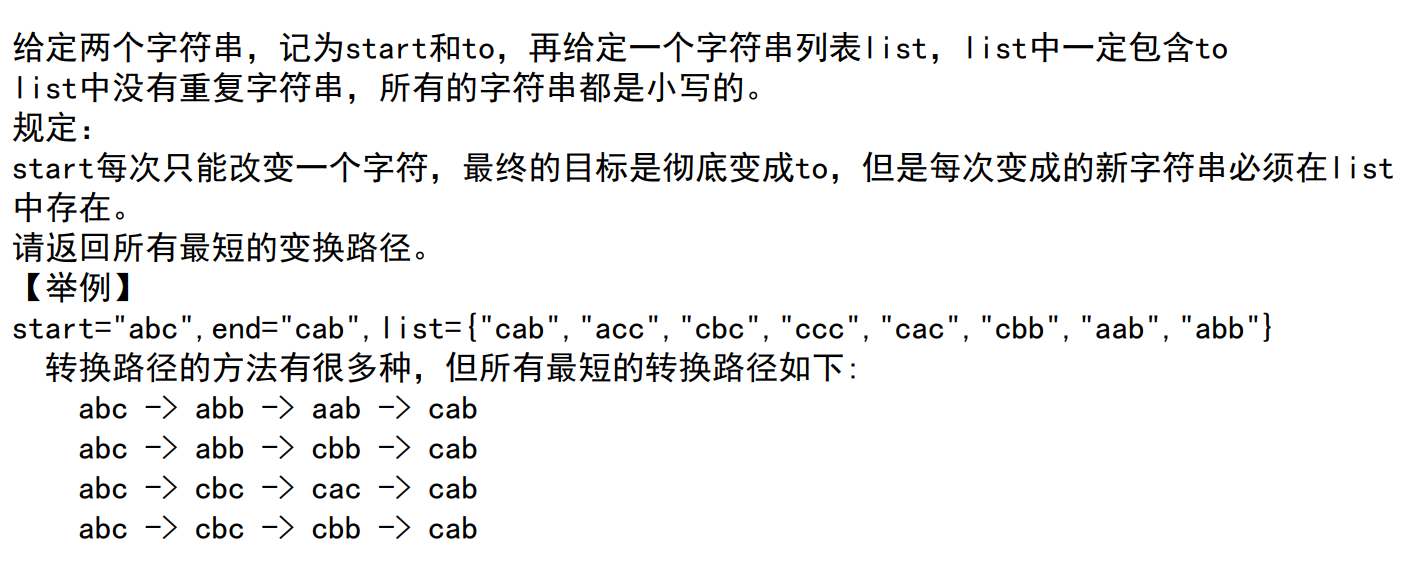 给定两个字符串，记为start和to，再给定一个字符串列表list，list中一定包含to
list中没有重复字符串，所有的字符串都是小写的。
规定：
start每次只能改变一个字符，最终的目标是彻底变成to，但是每次变成的新字符串必须在list
中存在。
请返回所有最短的变换路径。
【举例】
start="abc",end="cab",list={"cab","acc","cbc","ccc","cac","cbb","aab","abb"}
转换路径的方法有很多种，但所有最短的转换路径如下:
abc -> abb -> aab -> cab
abc -> abb -> cbb -> cab
abc -> cbc -> cac -> cab
abc -> cbc -> cbb -> cab